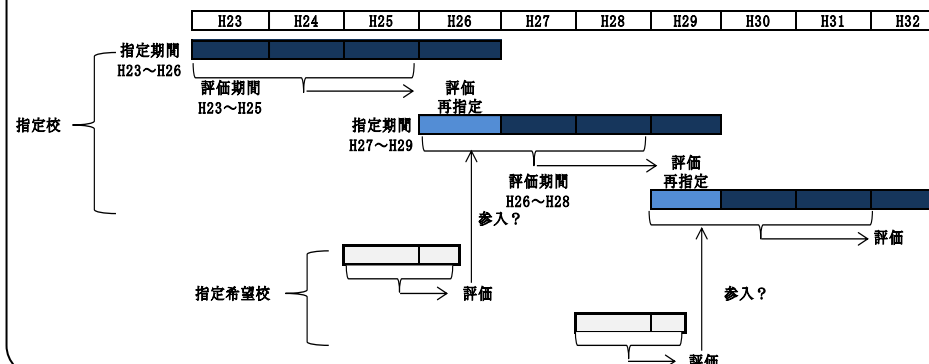 H23 H24 H25 H26 H27 H28 H29 H30 H31 H32
指定期間
H23～H26
評価期間
H23～H25
評価
再指定
指定校
指定期間
H27～H29
評価
再指定
評価期間
H26～H28
参入？
評価
指定希望校
評価
参入？
評価